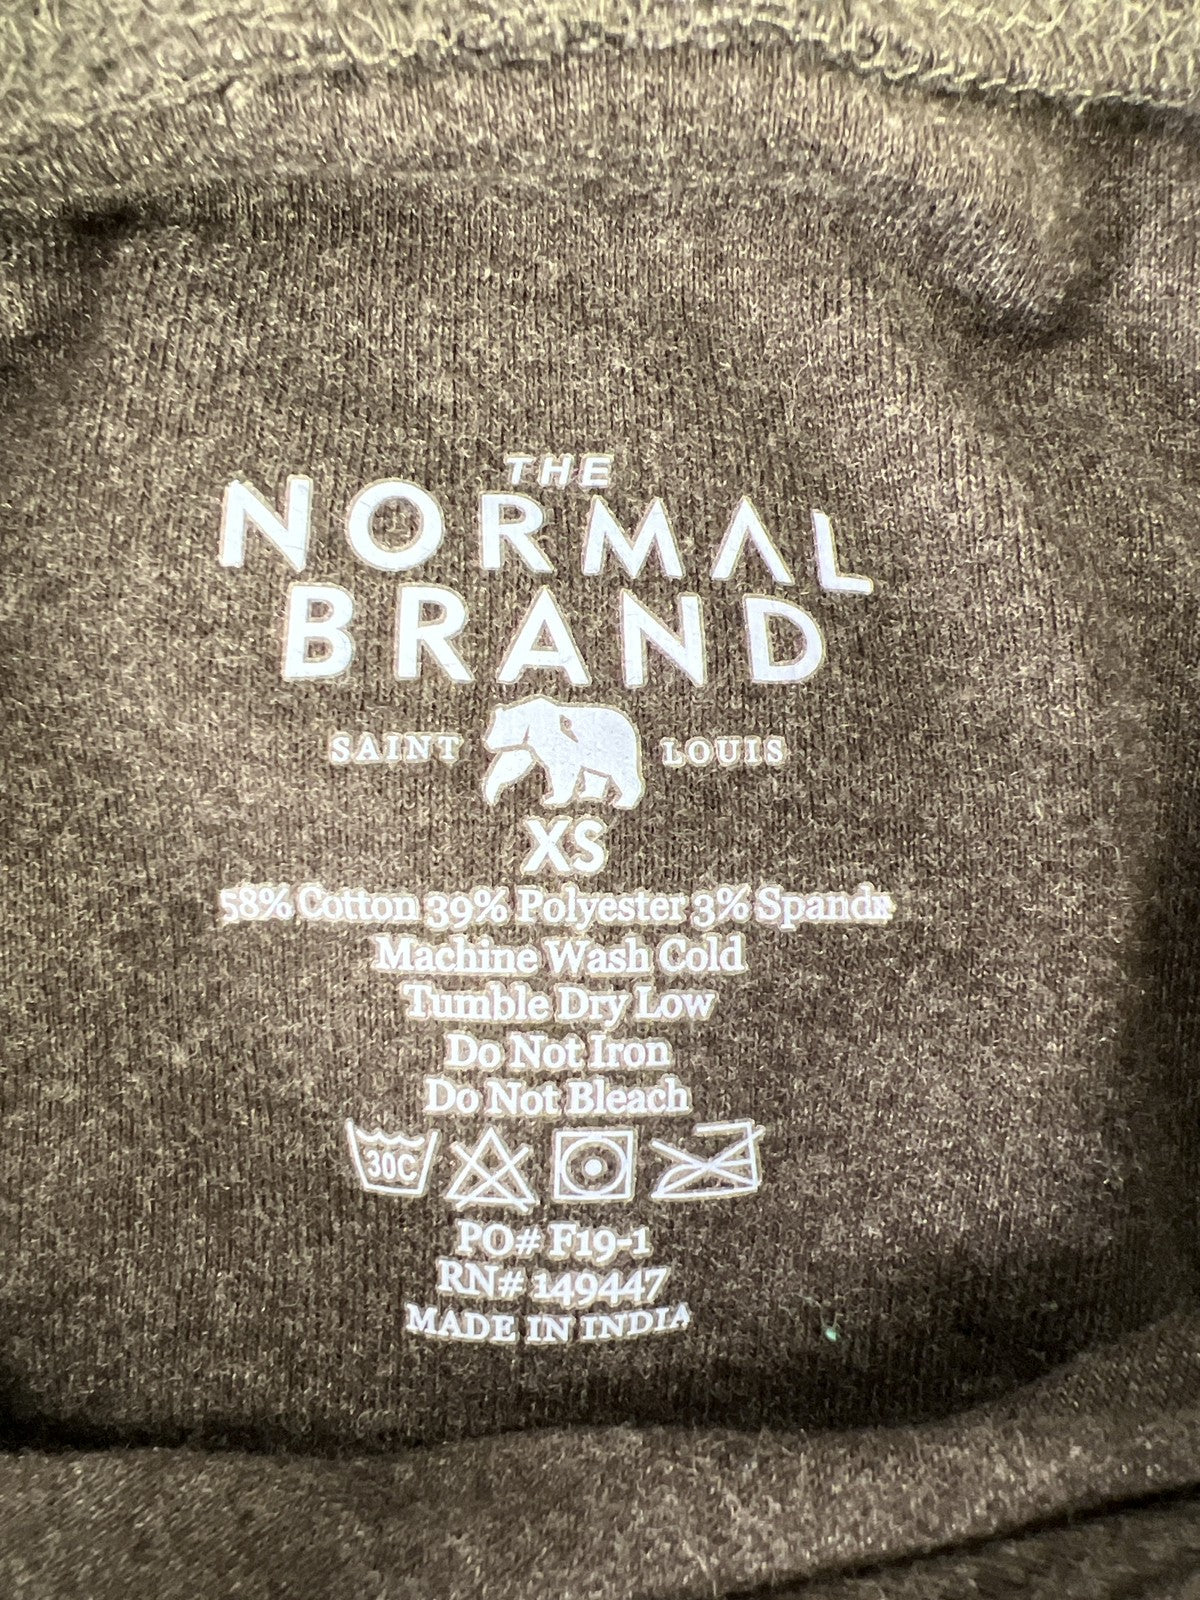 THE
NORMAL
BRAND
SAINT LOUIS
XS
58% Cotton 39% Polyester 3% Spandx
Machine Wash Cold
Tumble Dry Low
Do Not Iron
Do Not Bleach
30C
PO# F19-1
RN# 149447
MADE IN INDIA